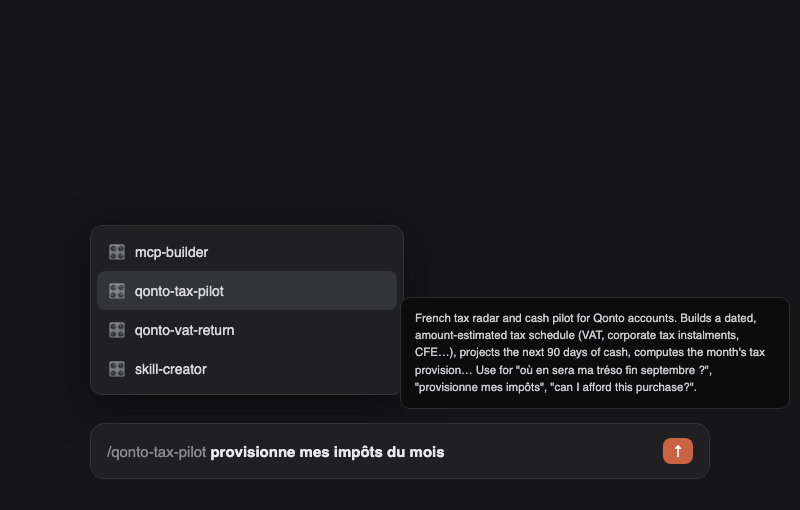 mcp-builder
qonto-tax-pilot
qonto-vat-return
skill-creator
French tax radar and cash pilot for Qonto accounts. Builds a dated,
amount-estimated tax schedule (VAT, corporate tax instalments,
CFE…), projects the next 90 days of cash, computes the month's tax
provision… Use for "où en sera ma tréso fin septembre ?",
"provisionne mes impôts", "can I afford this purchase?".
/qonto-tax-pilot provisionne mes impôts du mois